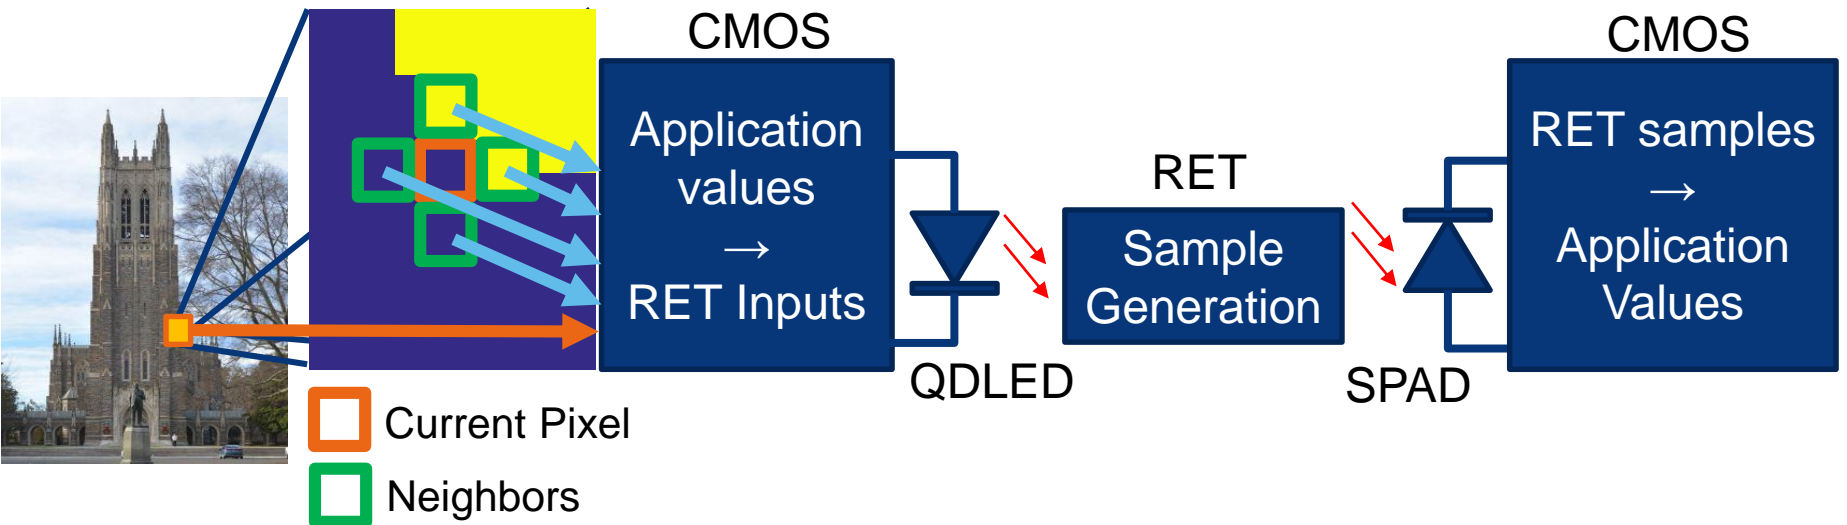 CMOS
Application
values
→
RET Inputs
QDLED
RET
Sample
Generation
SPAD
CMOS
RET samples
→
Application
Values
Current Pixel
Neighbors